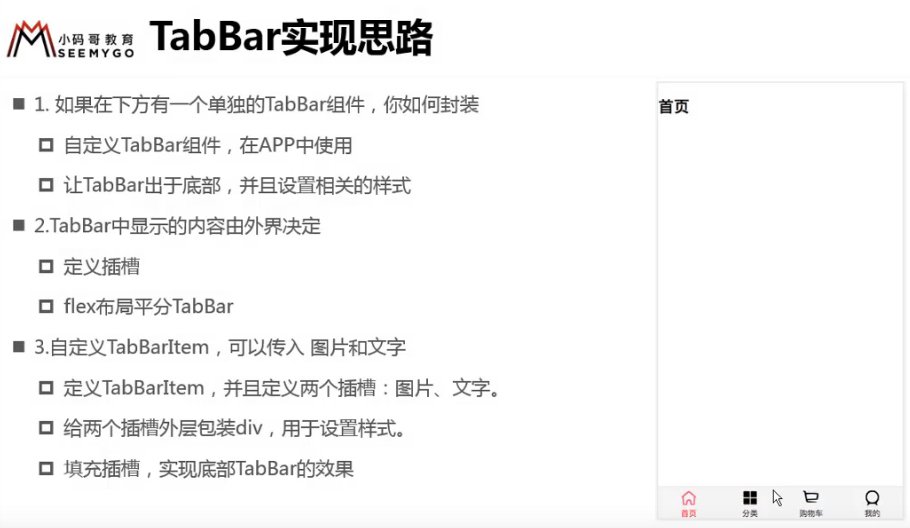 小码哥教育
SEEMYGO
TabBar实现思路
1. 如果在下方有一个单独的TabBar组件，你如何封装
自定义TabBar组件，在APP中使用
让TabBar出于底部，并且设置相关的样式
2.TabBar中显示的内容由外界决定
定义插槽
flex布局平分TabBar
3.自定义TabBarItem，可以传入 图片和文字
定义TabBarItem，并且定义两个插槽：图片、文字。
给两个插槽外层包装div，用于设置样式。
填充插槽，实现底部TabBar的效果
首页
首页
分类
购物车
我的